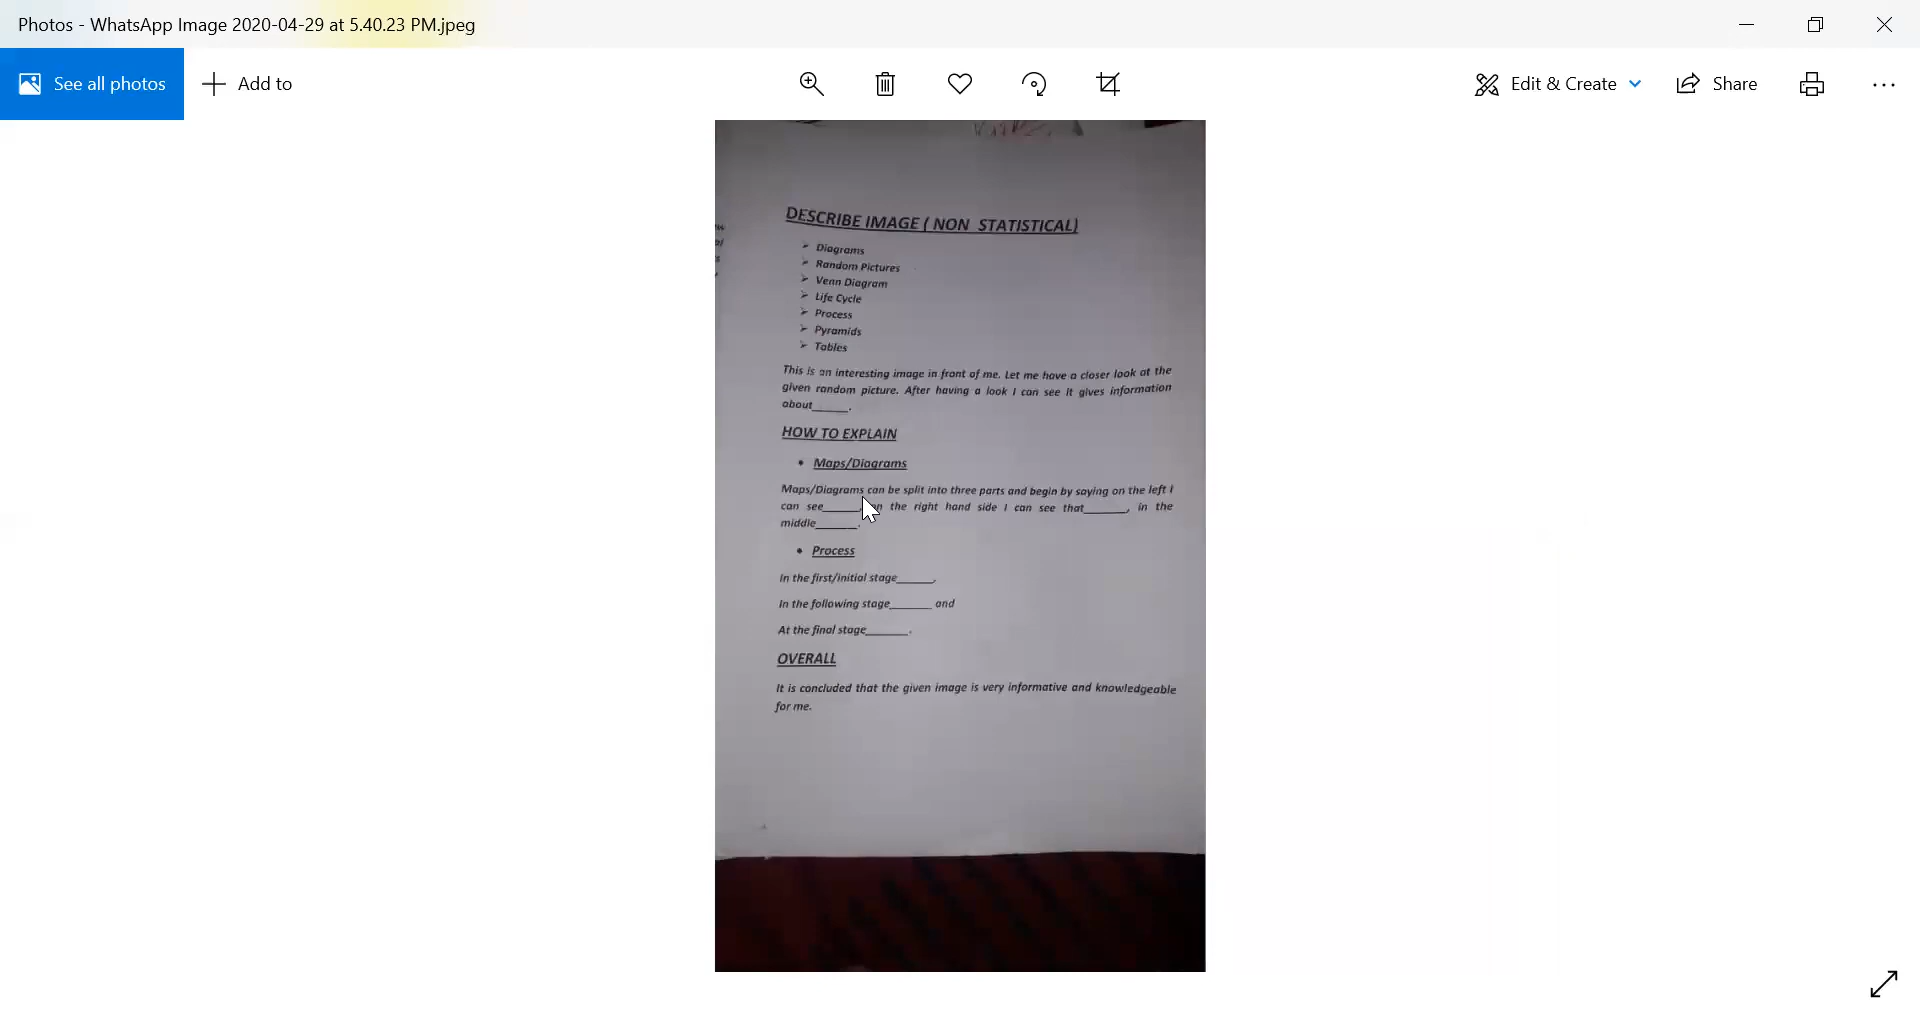 Photos - WhatsApp Image 2020-04-29 at 5.40.23 PM.jpeg
See all photos
Add to
Edit & Create
Share
DESCRIBE IMAGE ( NON STATISTICAL)
➢ Diagrams
➢ Random Pictures
➢ Venn Diagram
➢ Life Cycle
➢ Process
➢ Pyramids
➢ Tables
This is an interesting image in front of me. Let me have a closer look at the
given random picture. After having a look I can see it gives information
about______.
HOW TO EXPLAIN
• Maps/Diagrams
Maps/Diagrams can be split into three parts and begin by saying on the left I
can see______, the right hand side I can see that_______, in the
middle_______.
• Process
In the first/initial stage______,
In the following stage_______ and
At the final stage_______.
OVERALL
It is concluded that the given image is very informative and knowledgeable
for me.